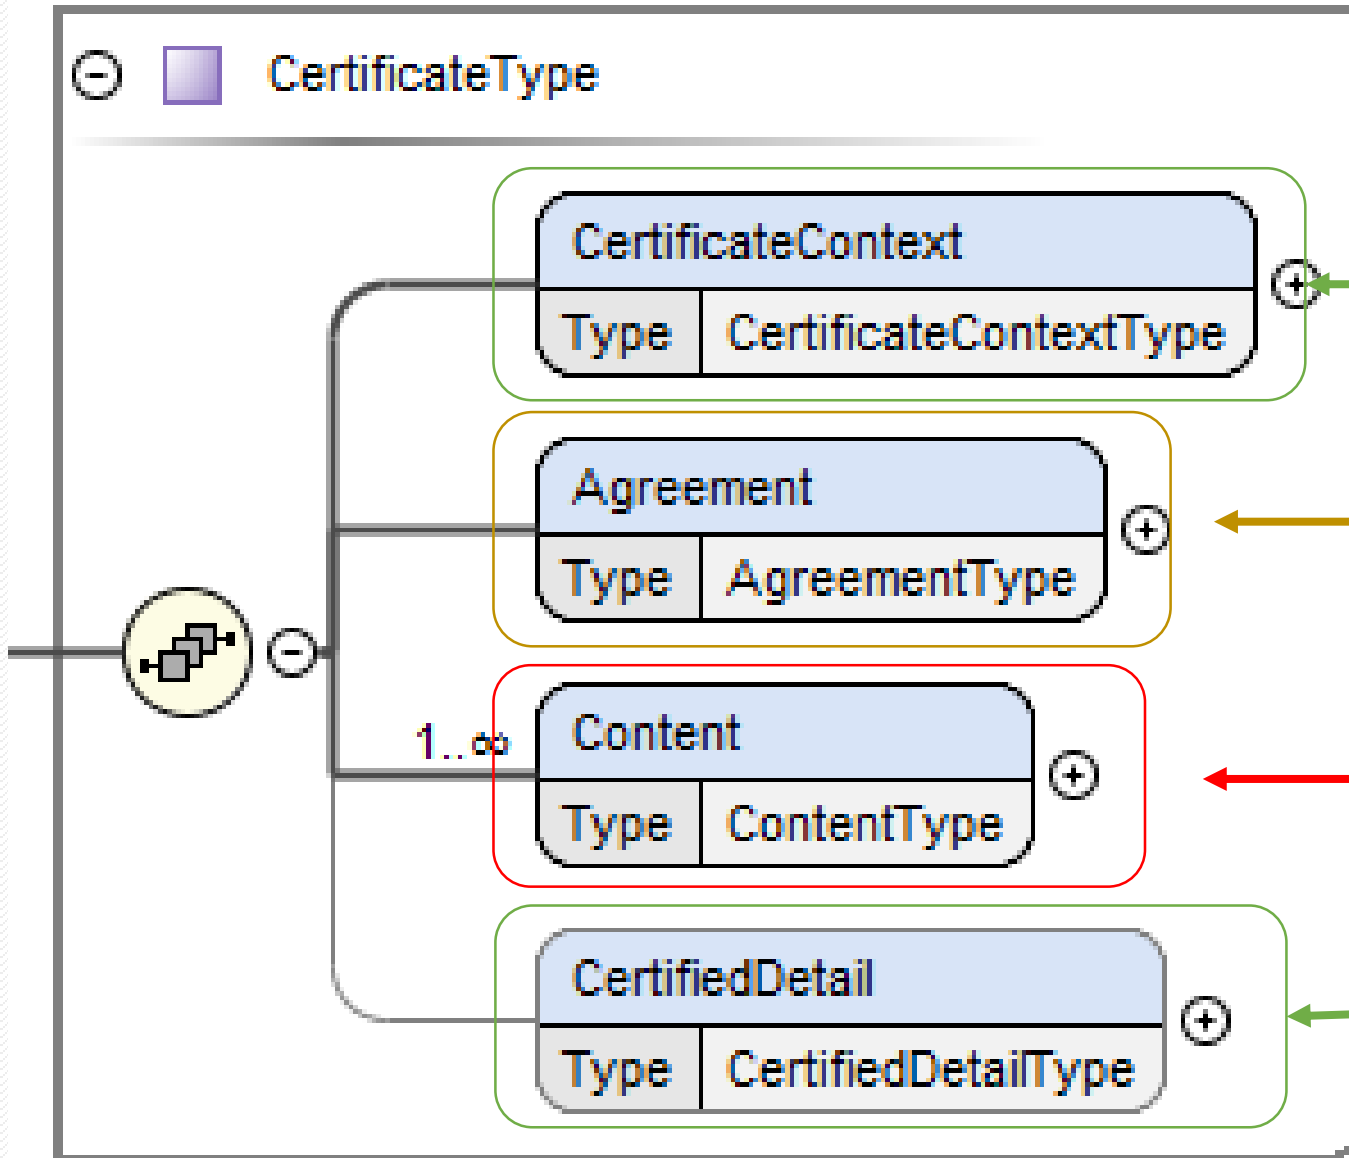 CertificateType
CertificateContext
Type CertificateContextType
Agreement
Type AgreementType
1..∞
Content
Type ContentType
CertifiedDetail
Type CertifiedDetailType